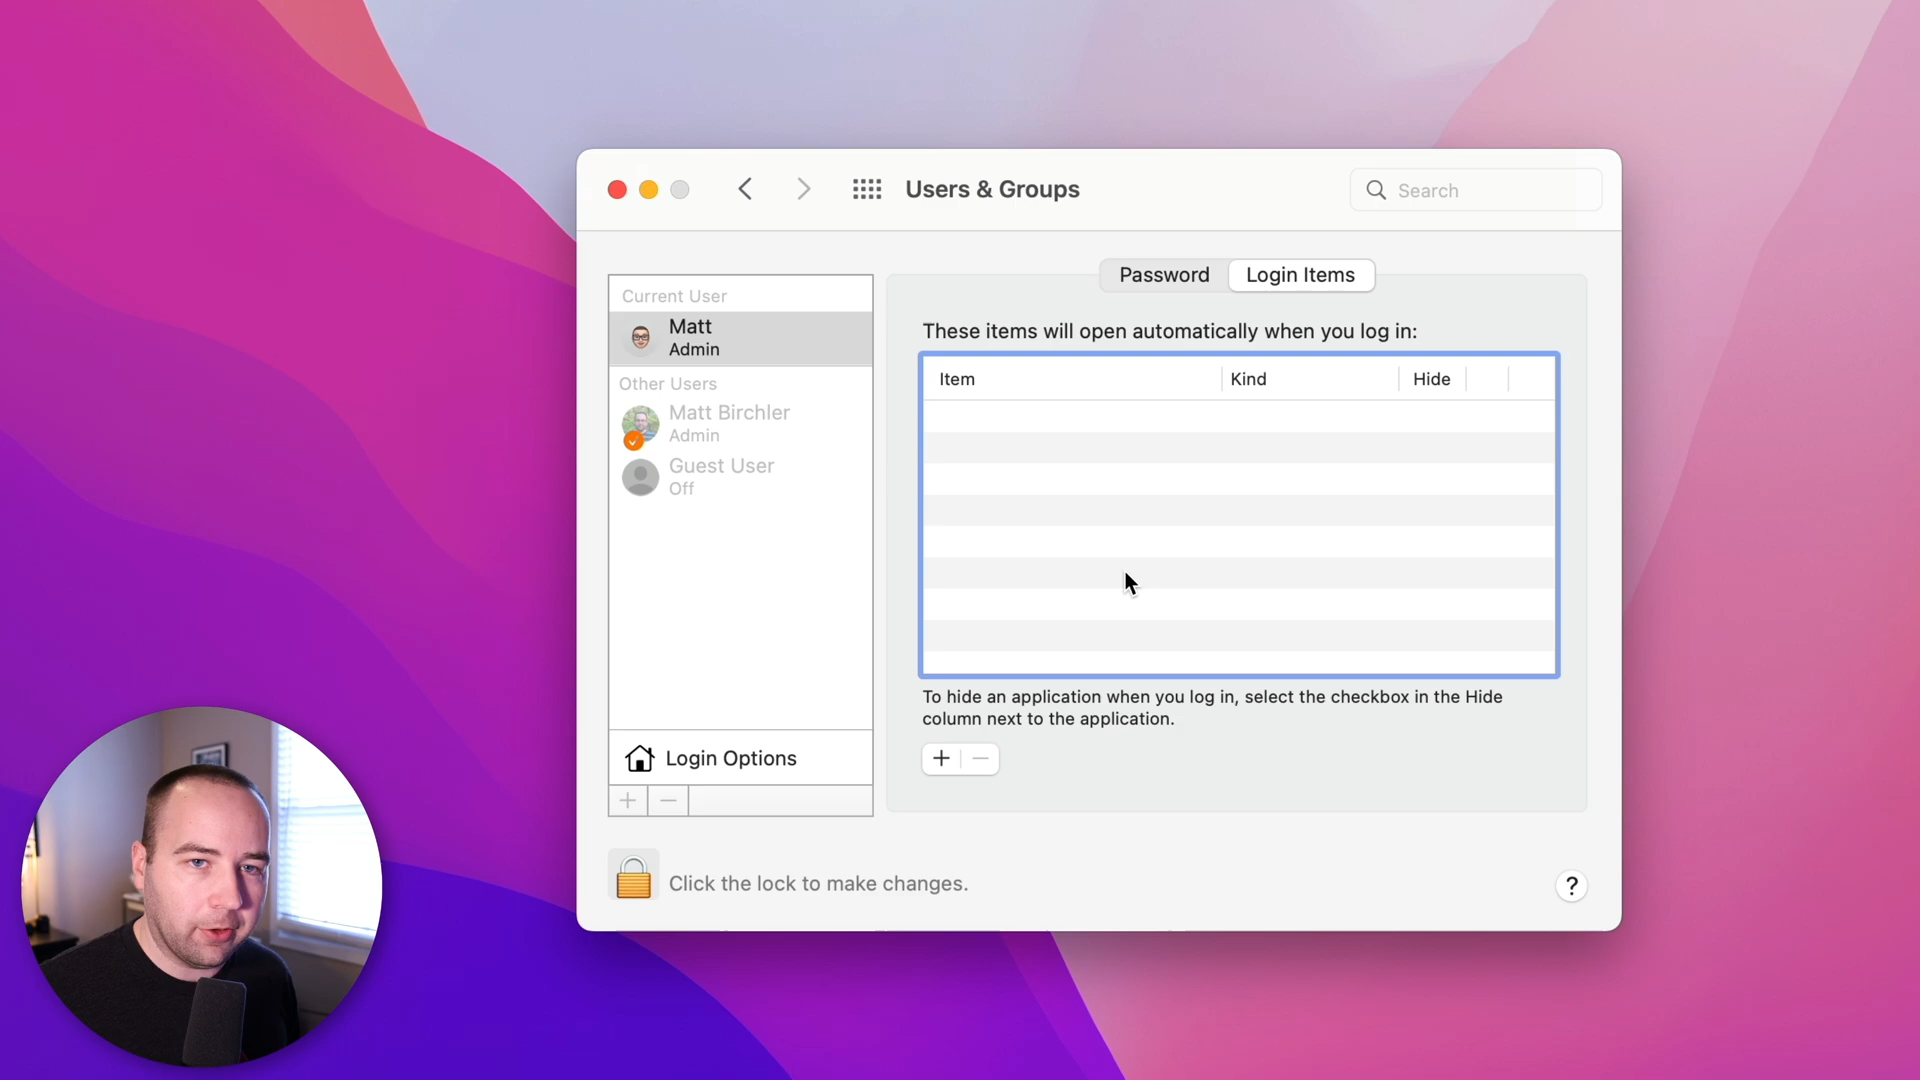 Users & Groups
Search
Password
Login Items
Current User
Matt
Admin
Other Users
Matt Birchler
Admin
Guest User
Off
Login Options
These items will open automatically when you log in:
Item
Kind
Hide
To hide an application when you log in, select the checkbox in the Hide
column next to the application.
Click the lock to make changes.
?